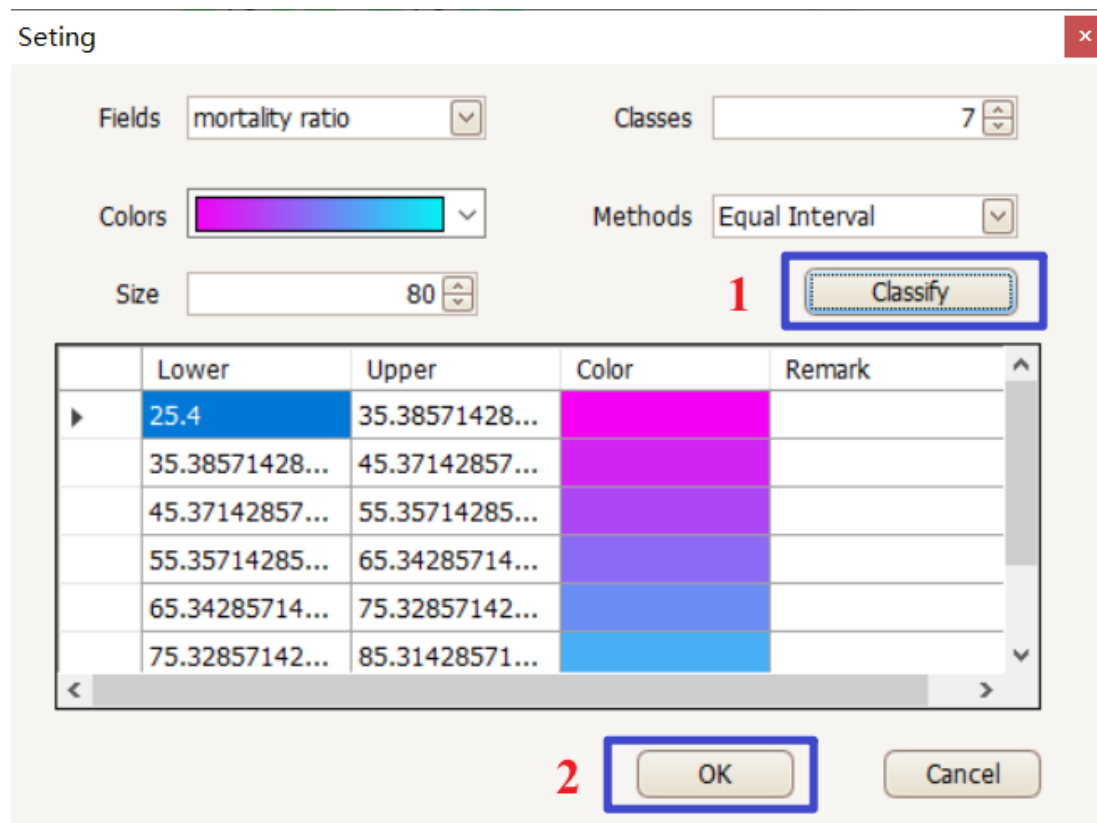 Seting
Fields mortality ratio Classes 7
Colors Methods Equal Interval
Size 80 1 Classify
Lower Upper Color Remark
25.4 35.38571428...
35.38571428... 45.37142857...
45.37142857... 55.35714285...
55.35714285... 65.34285714...
65.34285714... 75.32857142...
75.32857142... 85.31428571...
2 OK Cancel